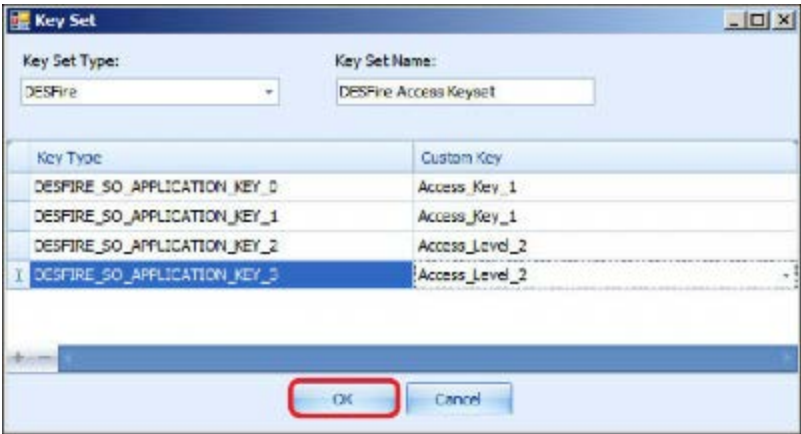 Key Set
Key Set Type: Key Set Name:
DESFire DESFire Access Keyset
Key Type Custom Key
DESFIRE_SO_APPLICATION_KEY_0 Access_Key_1
DESFIRE_SO_APPLICATION_KEY_1 Access_Key_1
DESFIRE_SO_APPLICATION_KEY_2 Access_Level_2
DESFIRE_SO_APPLICATION_KEY_3 Access_Level_2
OK Cancel